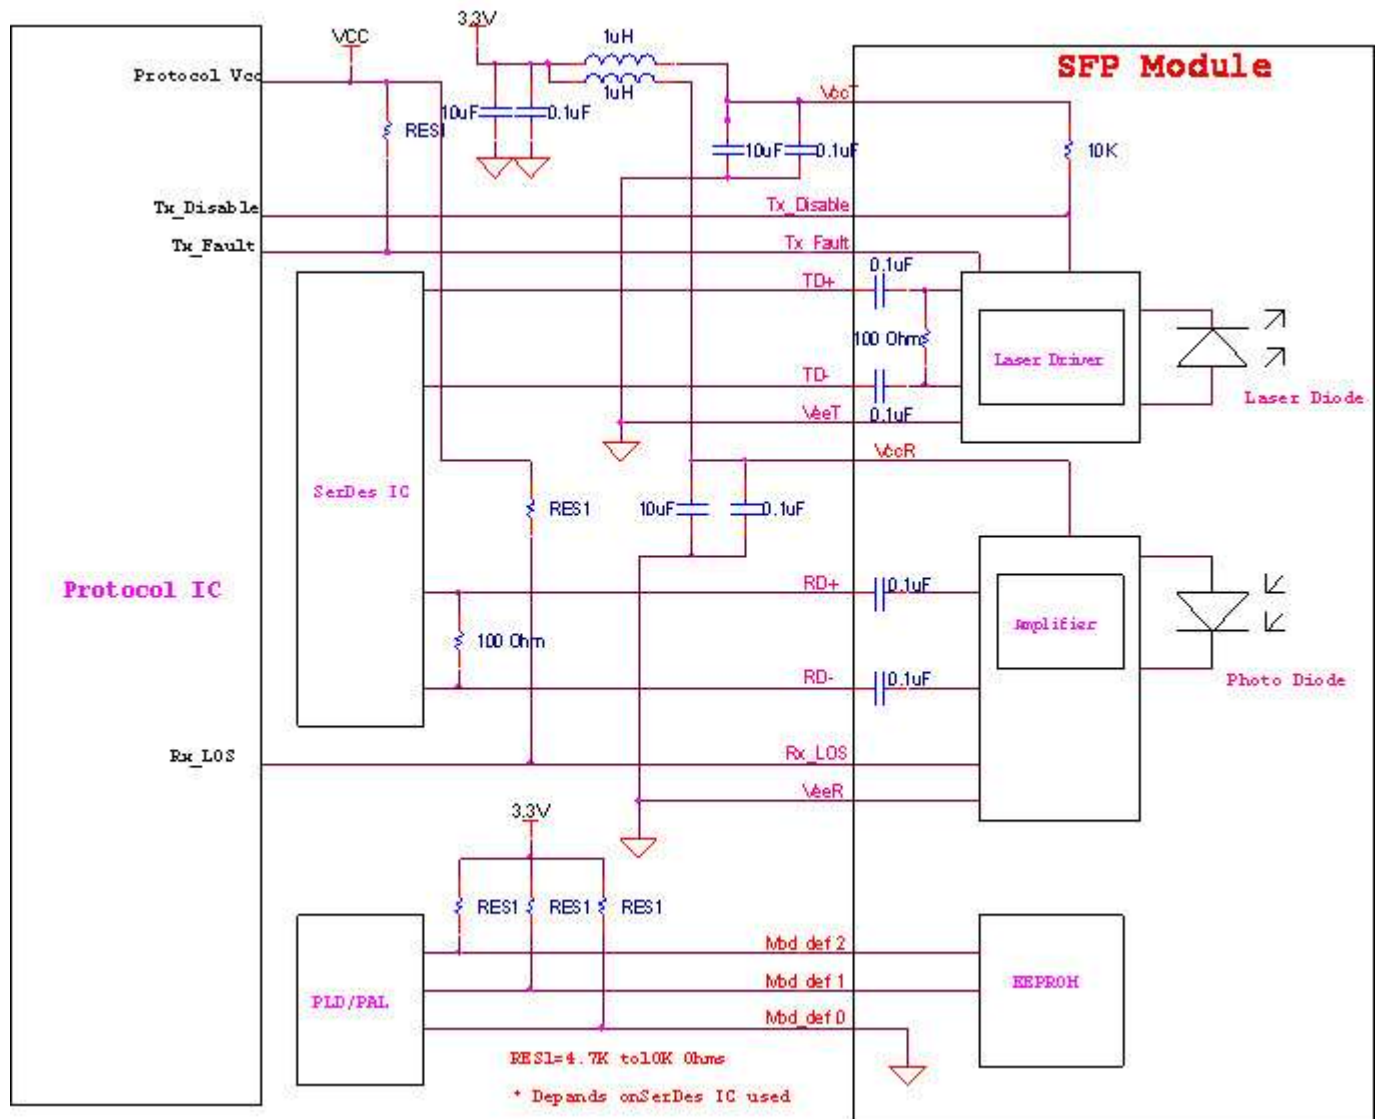 3.3V
VCC
1uH
SFP Module
Protocol Vcc
1uH
VccT
10uF
0.1uF
RES1
10uF
0.1uF
10K
Tx_Disable
Tx_Disable
Tx_Fault
Tx_Fault
0.1uF
TD+
100 Ohm
Laser Driver
TD-
Laser Diode
VeeT
0.1uF
VccR
SerDes IC
RES1
10uF
0.1uF
Protocol IC
RD+
0.1uF
Amplifier
100 Ohm
RD-
0.1uF
Photo Diode
Rx_LOS
Rx_LOS
VeeR
3.3V
RES1
RES1
RES1
Mod_def 2
PLD/PAL
Mod_def 1
EEPROM
Mod_def 0
RES1=4.7K to10K Ohms
* Depands onSerDes IC used